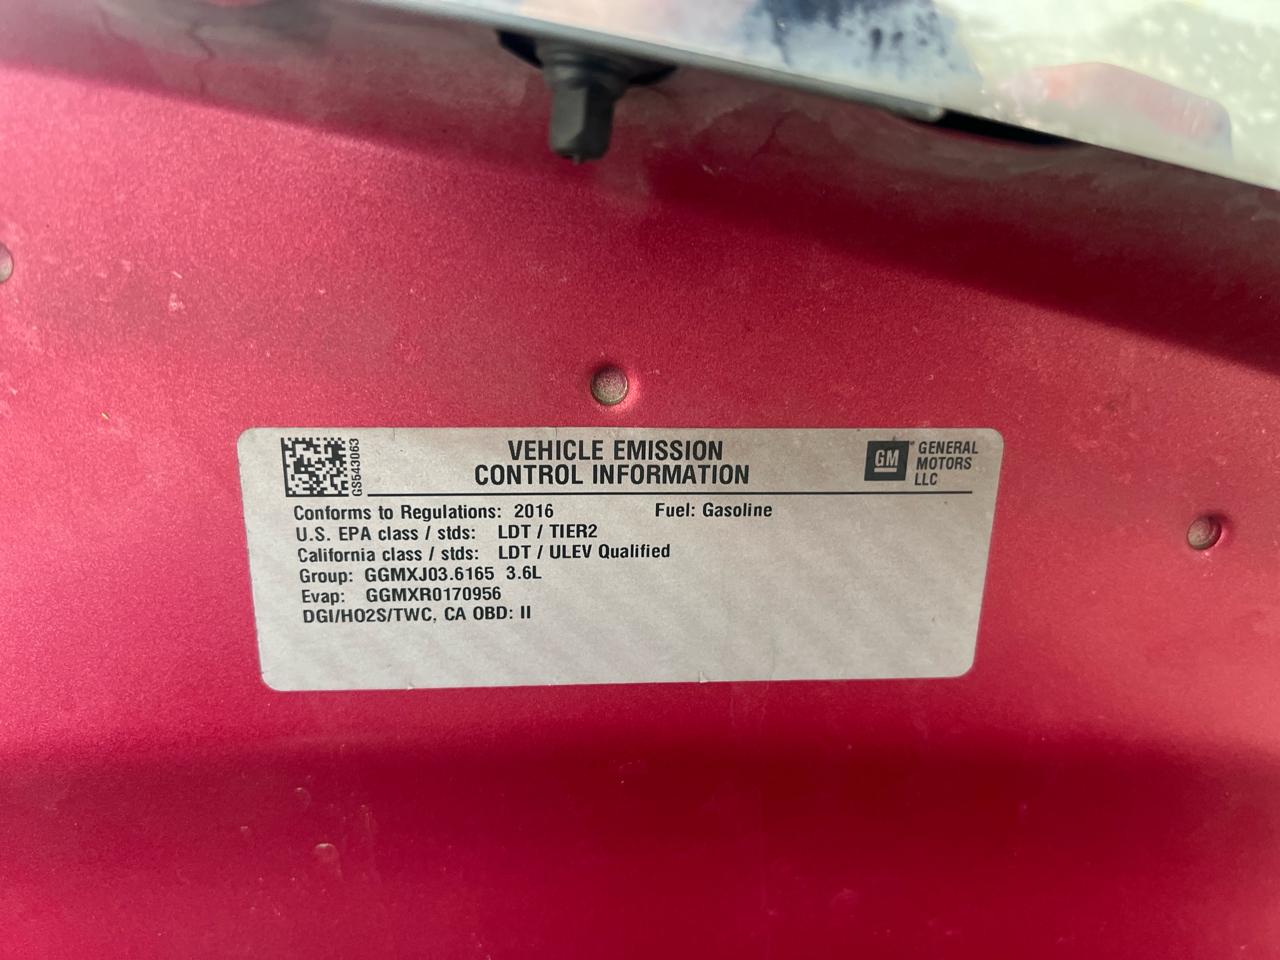 GS543063
VEHICLE EMISSION
CONTROL INFORMATION
GM
GENERAL
MOTORS
LLC
Conforms to Regulations: 2016 Fuel: Gasoline
U.S. EPA class / stds: LDT / TIER2
California class / stds: LDT / ULEV Qualified
Group: GGMXJ03.6165 3.6L
Evap: GGMXR0170956
DGI/HO2S/TWC, CA OBD: II